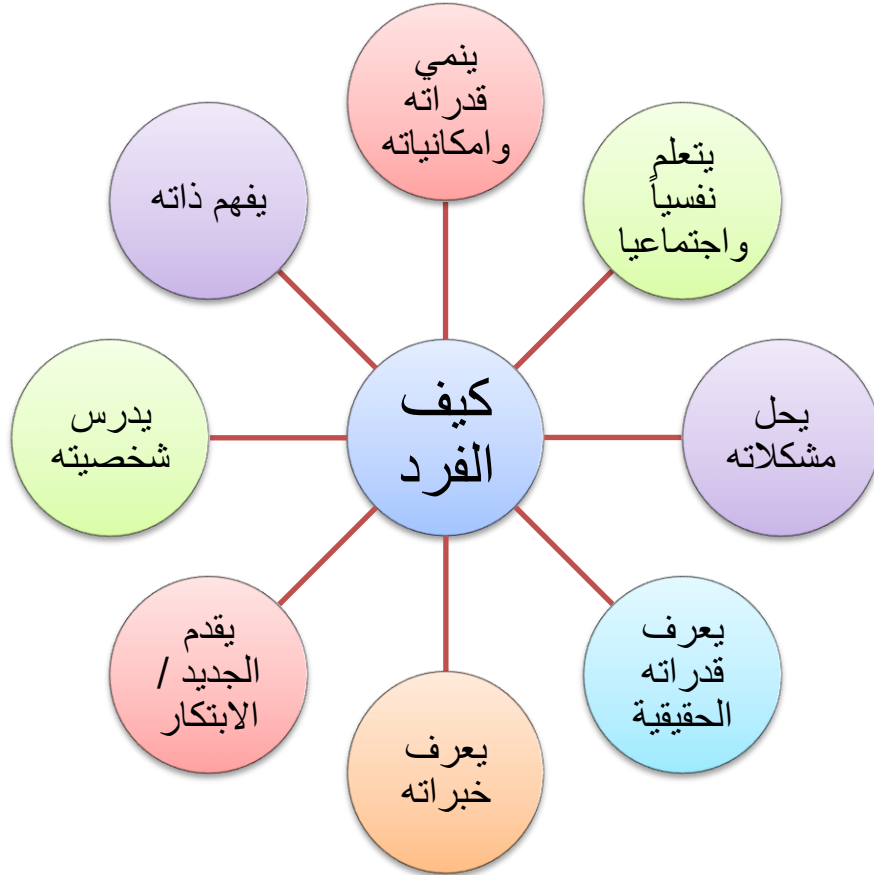 كيف
الفرد
ينمي
قدراته
وامكانياته
يتعلم
نفسياً
واجتماعيا
يحل
مشكلاته
يعرف
قدراته
الحقيقية
يعرف
خبراته
يقدم
الجديد /
الابتكار
يدرس
شخصيته
يفهم ذاته